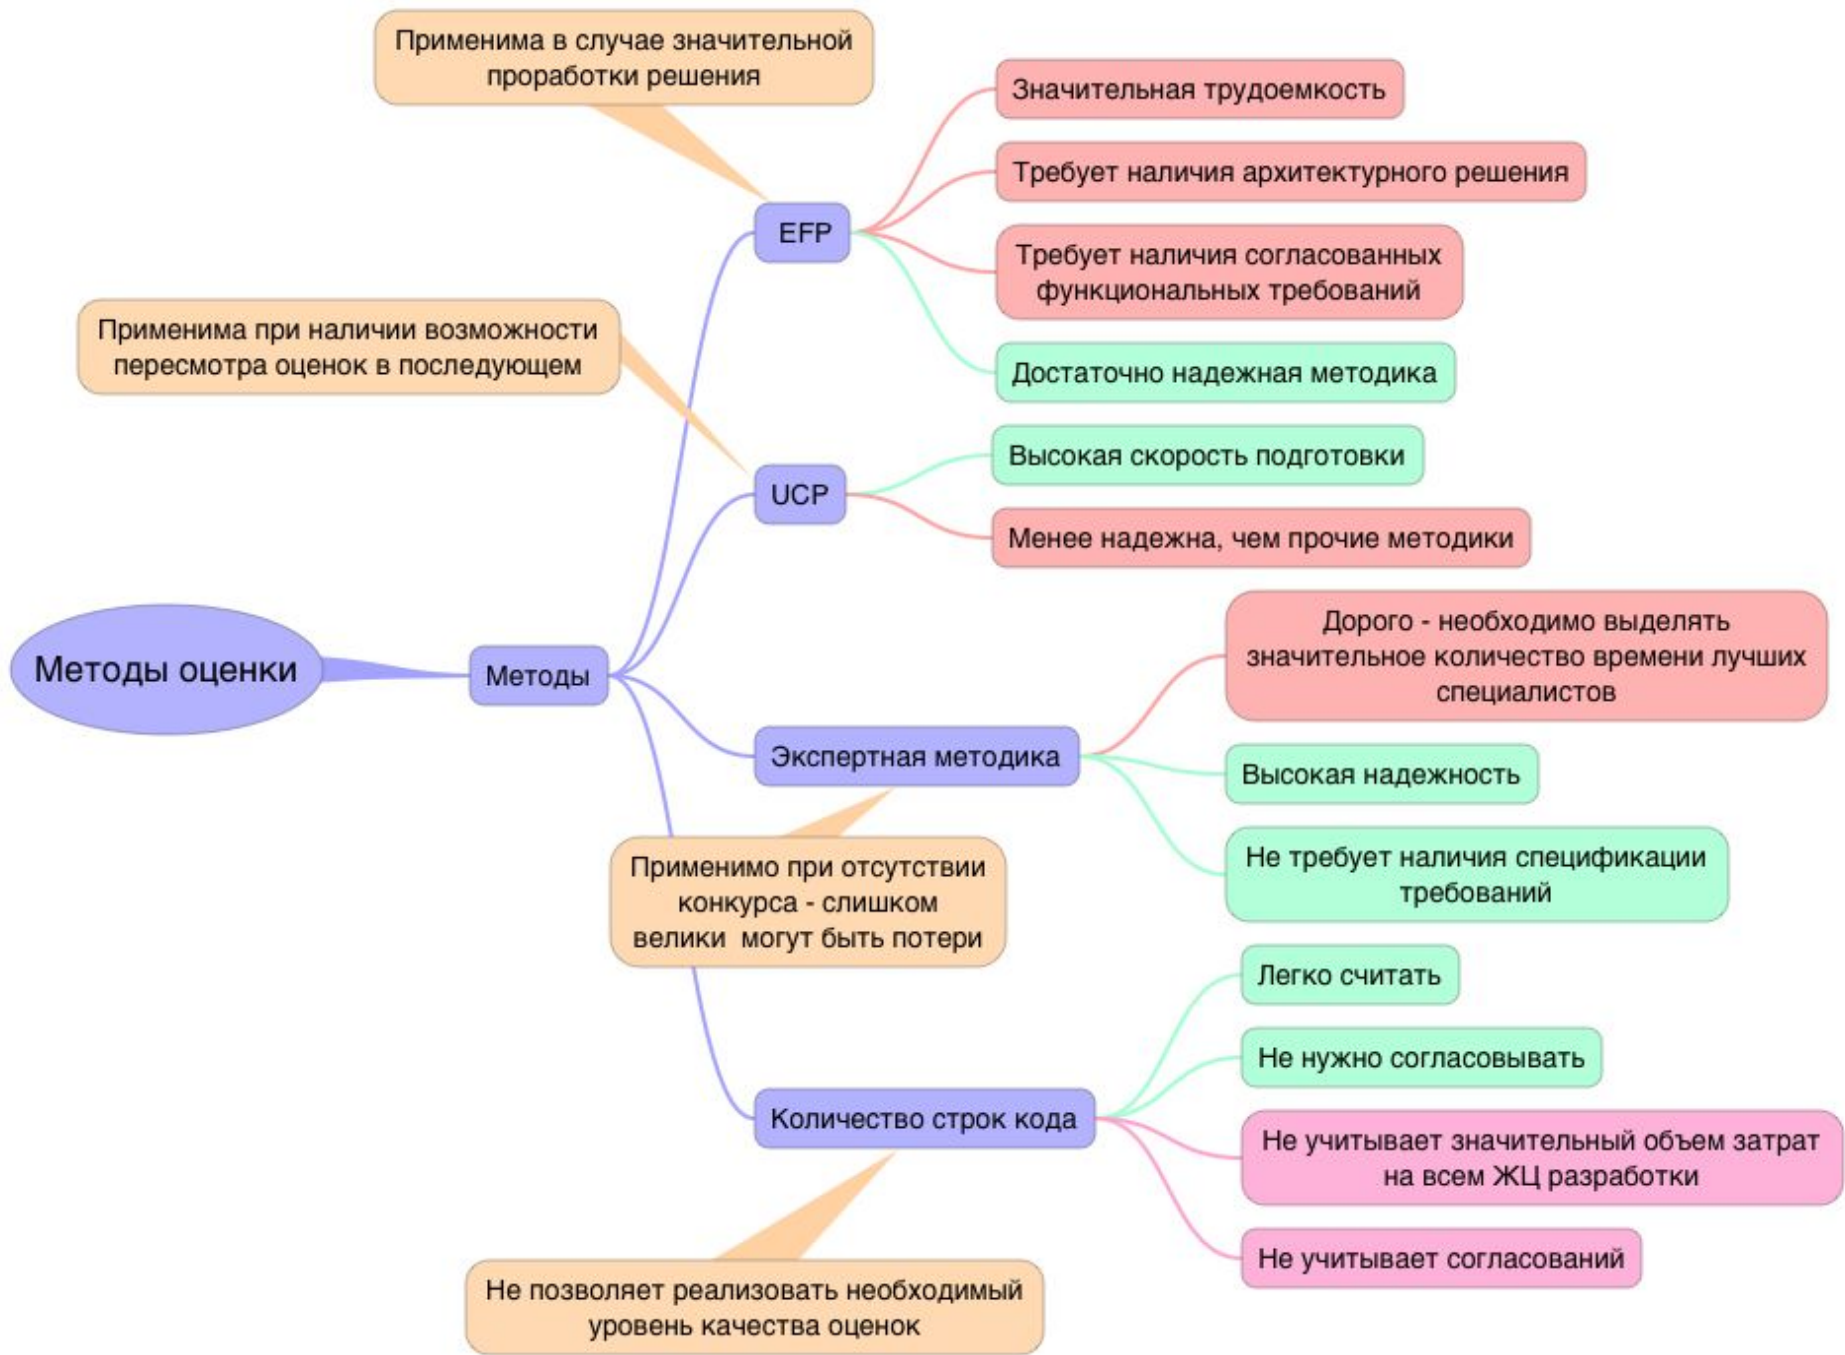 Применима в случае значительной
проработки решения
Значительная трудоемкость
Требует наличия архитектурного решения
EFP
Требует наличия согласованных
функциональных требований
Применима при наличии возможности
пересмотра оценок в последующем
Достаточно надежная методика
Высокая скорость подготовки
UCP
Менее надежна, чем прочие методики
Методы оценки
Методы
Дорого - необходимо выделять
значительное количество времени лучших
специалистов
Экспертная методика
Высокая надежность
Применимо при отсутствии
конкурса - слишком
велики могут быть потери
Не требует наличия спецификации
требований
Легко считать
Не нужно согласовывать
Количество строк кода
Не учитывает значительный объем затрат
на всем ЖЦ разработки
Не учитывает согласований
Не позволяет реализовать необходимый
уровень качества оценок